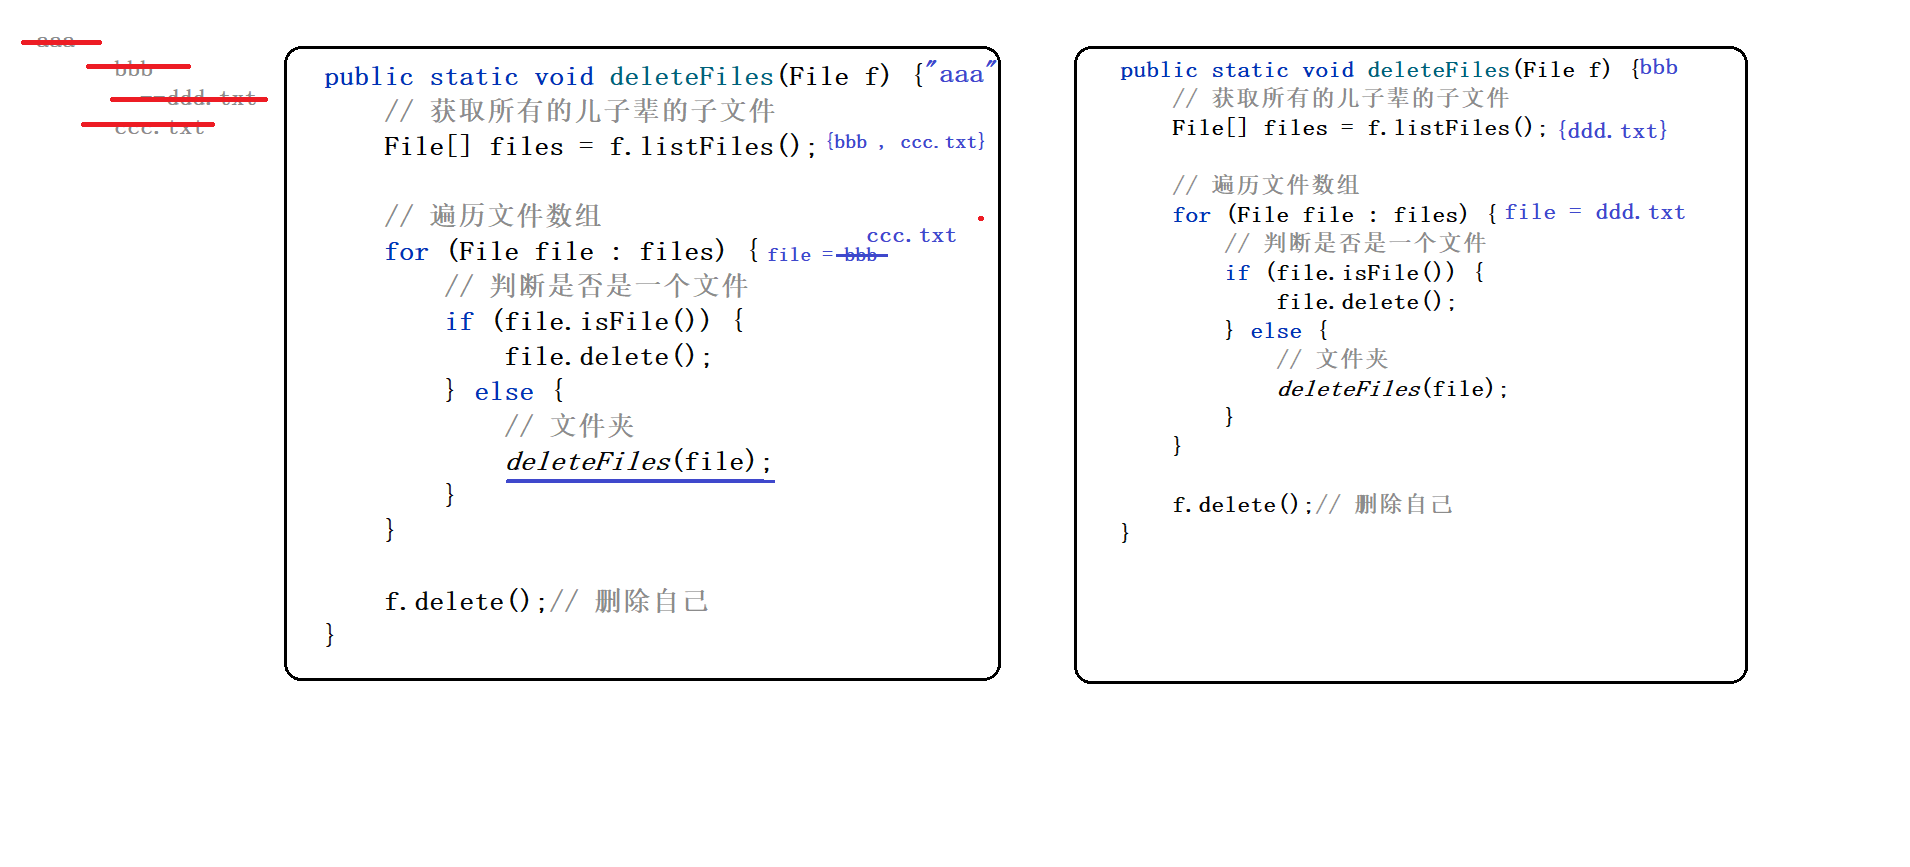 aaa
bbb
--ddd.txt
ccc.txt
public static void deleteFiles(File f) { "aaa"
// 获取所有的儿子辈的子文件
File[] files = f.listFiles(); {bbb , ccc.txt}
// 遍历文件数组
ccc.txt
for (File file : files) { file = bbb
// 判断是否是一个文件
if (file.isFile()) {
file.delete();
} else {
// 文件夹
deleteFiles(file);
}
}
f.delete();// 删除自己
}
public static void deleteFiles(File f) { bbb
// 获取所有的儿子辈的子文件
File[] files = f.listFiles(); {ddd.txt}
// 遍历文件数组
for (File file : files) { file = ddd.txt
// 判断是否是一个文件
if (file.isFile()) {
file.delete();
} else {
// 文件夹
deleteFiles(file);
}
}
f.delete();// 删除自己
}